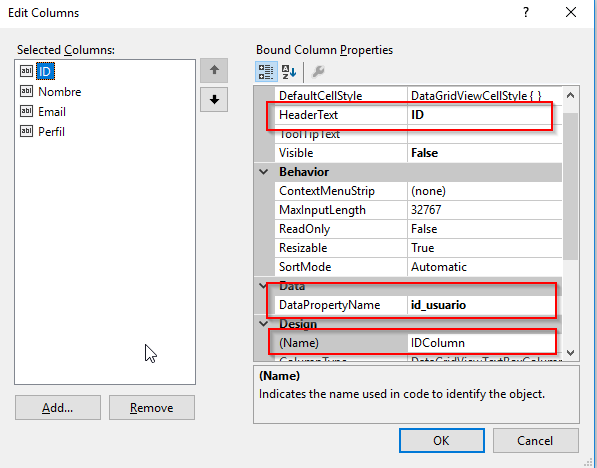 Edit Columns
Selected Columns:
ID
Nombre
Email
Perfil
Add...
Remove
Bound Column Properties
DefaultCellStyle DataGridViewCellStyle { }
HeaderText ID
ToolTipText
Visible False
Behavior
ContextMenuStrip (none)
MaxInputLength 32767
ReadOnly False
Resizable True
SortMode Automatic
Data
DataPropertyName id_usuario
Design
(Name) IDColumn
ColumnType DataGridViewTextBoxColum
(Name)
Indicates the name used in code to identify the object.
OK
Cancel